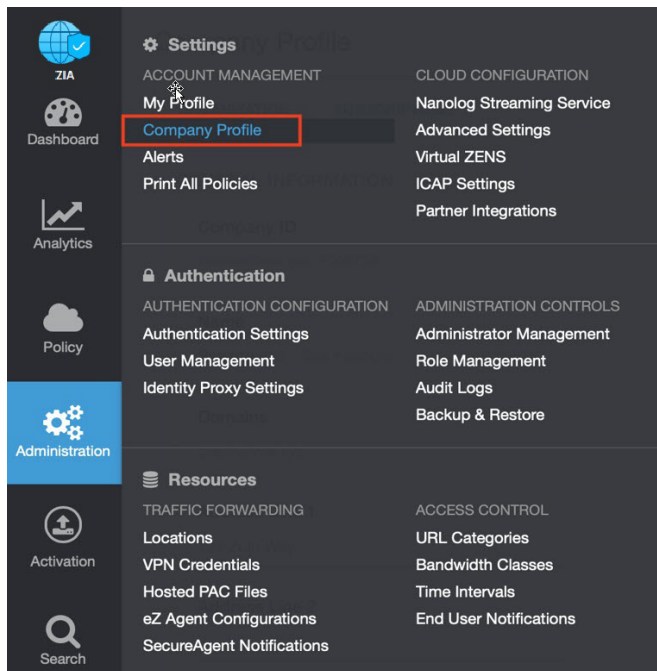 ZIA
Dashboard
Analytics
Policy
Administration
Activation
Search
Settings
ACCOUNT MANAGEMENT
My Profile
Company Profile
Alerts
Print All Policies
CLOUD CONFIGURATION
Nanolog Streaming Service
Advanced Settings
Virtual ZENS
ICAP Settings
Partner Integrations
Authentication
AUTHENTICATION CONFIGURATION
Authentication Settings
User Management
Identity Proxy Settings
ADMINISTRATION CONTROLS
Administrator Management
Role Management
Audit Logs
Backup & Restore
Resources
TRAFFIC FORWARDING
Locations
VPN Credentials
Hosted PAC Files
eZ Agent Configurations
SecureAgent Notifications
ACCESS CONTROL
URL Categories
Bandwidth Classes
Time Intervals
End User Notifications
Company ID
Domains